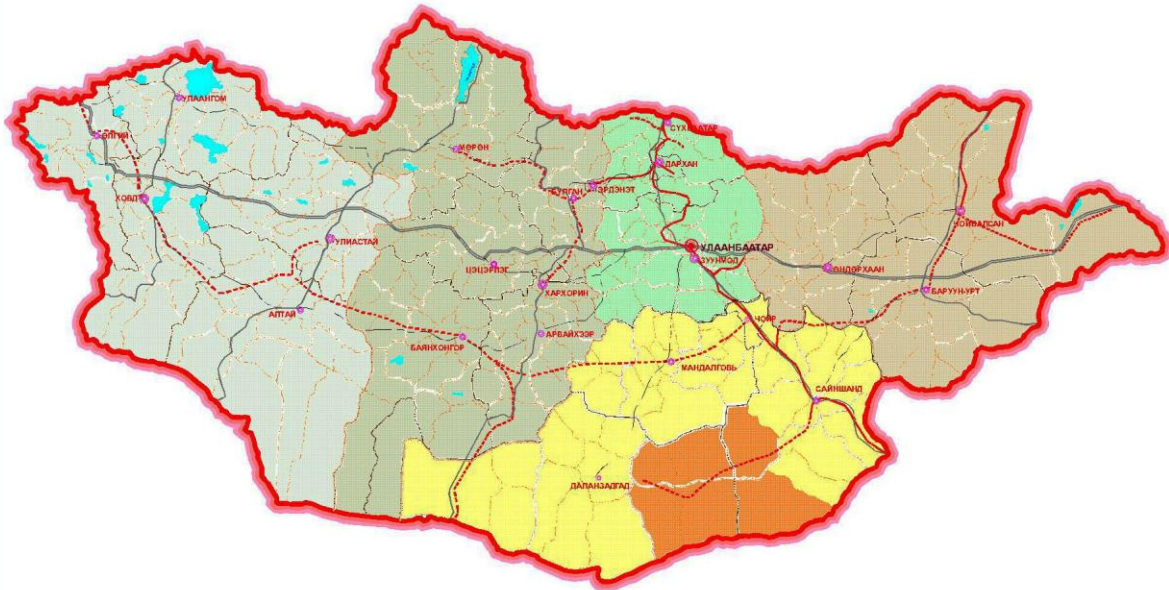 УЛААНГОМ
СҮХБААТАР
ӨЛГИЙ
МӨРӨН
ДАРХАН
БУЛГАН
ЭРДЭНЭТ
ХОВД
ЧОЙБАЛСАН
УЛИАСТАЙ
УЛААНБААТАР
ЗУУНМОД
ЦЭЦЭРЛЭГ
ӨНДӨРХААН
ХАРХОРИН
БАРУУН-УРТ
АЛТАЙ
ЧОЙР
АРВАЙХЭЭР
БАЯНХОНГОР
МАНДАЛГОВЬ
САЙНШАНД
ДАЛАНЗАДГАД